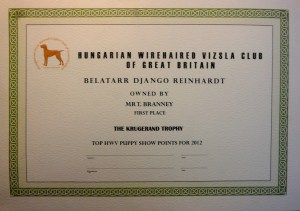 HUNGARIAN WIREHAIRED VIZSLA CLUB
OF GREAT BRITAIN
BELATARR DJANGO REINHARDT
OWNED BY
MR T. BRANNEY
FIRST PLACE
THE KRUGERAND TROPHY
TOP HWV PUPPY SHOW POINTS FOR 2012